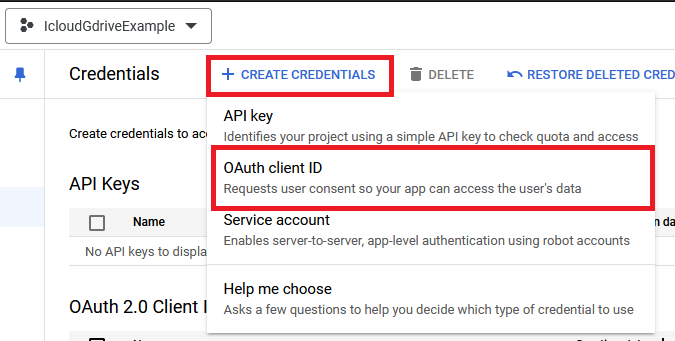 IcloudGdriveExample
Credentials
CREATE CREDENTIALS
DELETE
RESTORE DELETED CRED
API key
Identifies your project using a simple API key to check quota and access
Create credentials to acc
OAuth client ID
Requests user consent so your app can access the user's data
API Keys
Service account
Name
Enables server-to-server, app-level authentication using robot accounts
No API keys to displa
Help me choose
Asks a few questions to help you decide which type of credential to use
OAuth 2.0 Client I